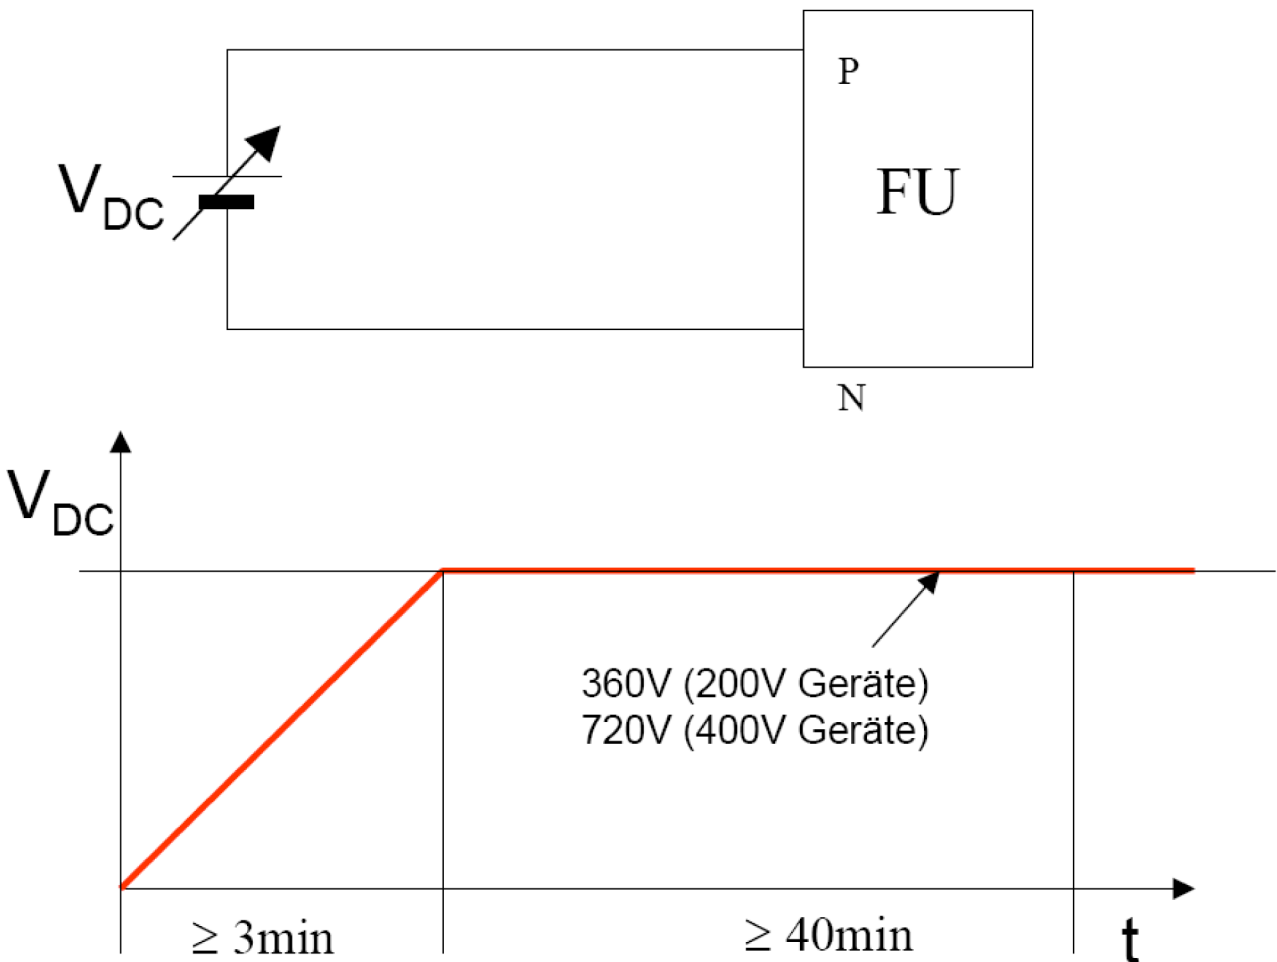 P
V_DC
FU
N
V_DC
360V (200V Geräte)
720V (400V Geräte)
≥ 3min
≥ 40min
t